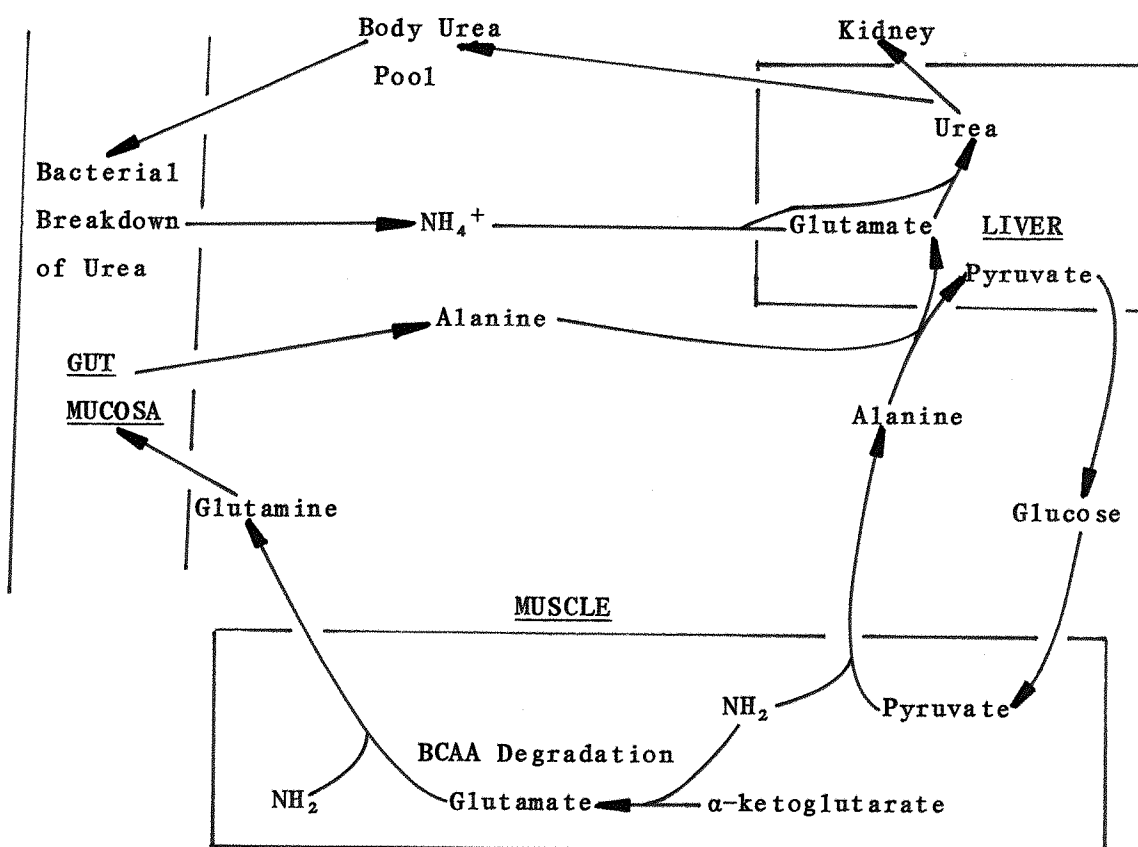 Body Urea
Pool
Kidney
Urea
Bacterial
Breakdown
of Urea
NH₄⁺
Glutamate
LIVER
Pyruvate
Alanine
GUT
MUCOSA
Alanine
Glutamine
Glucose
MUSCLE
NH₂
Pyruvate
BCAA Degradation
NH₂
Glutamate
α-ketoglutarate